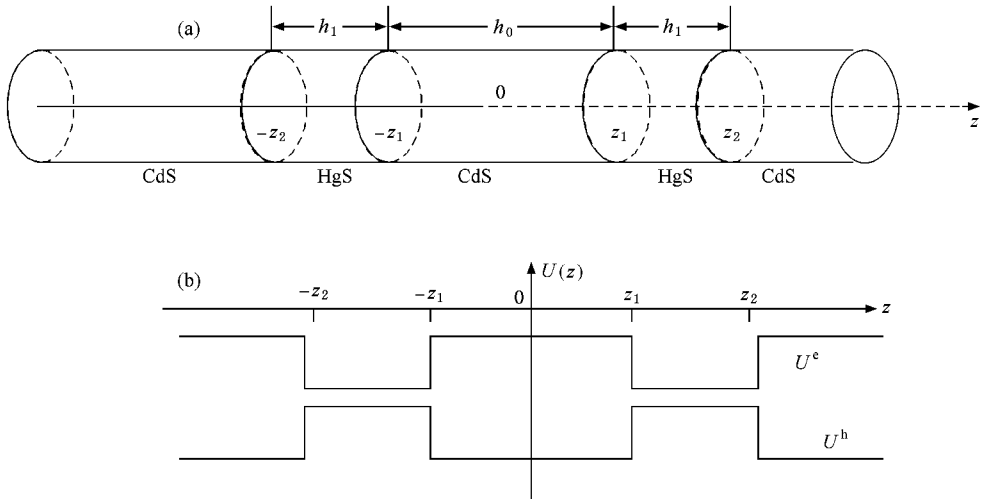 (a)
h₁ h₀ h₁
0
−z₂ −z₁ z₁ z₂ z
CdS HgS CdS HgS CdS
(b) U(z)
−z₂ −z₁ 0 z₁ z₂ z
Uᵉ
Uʰ